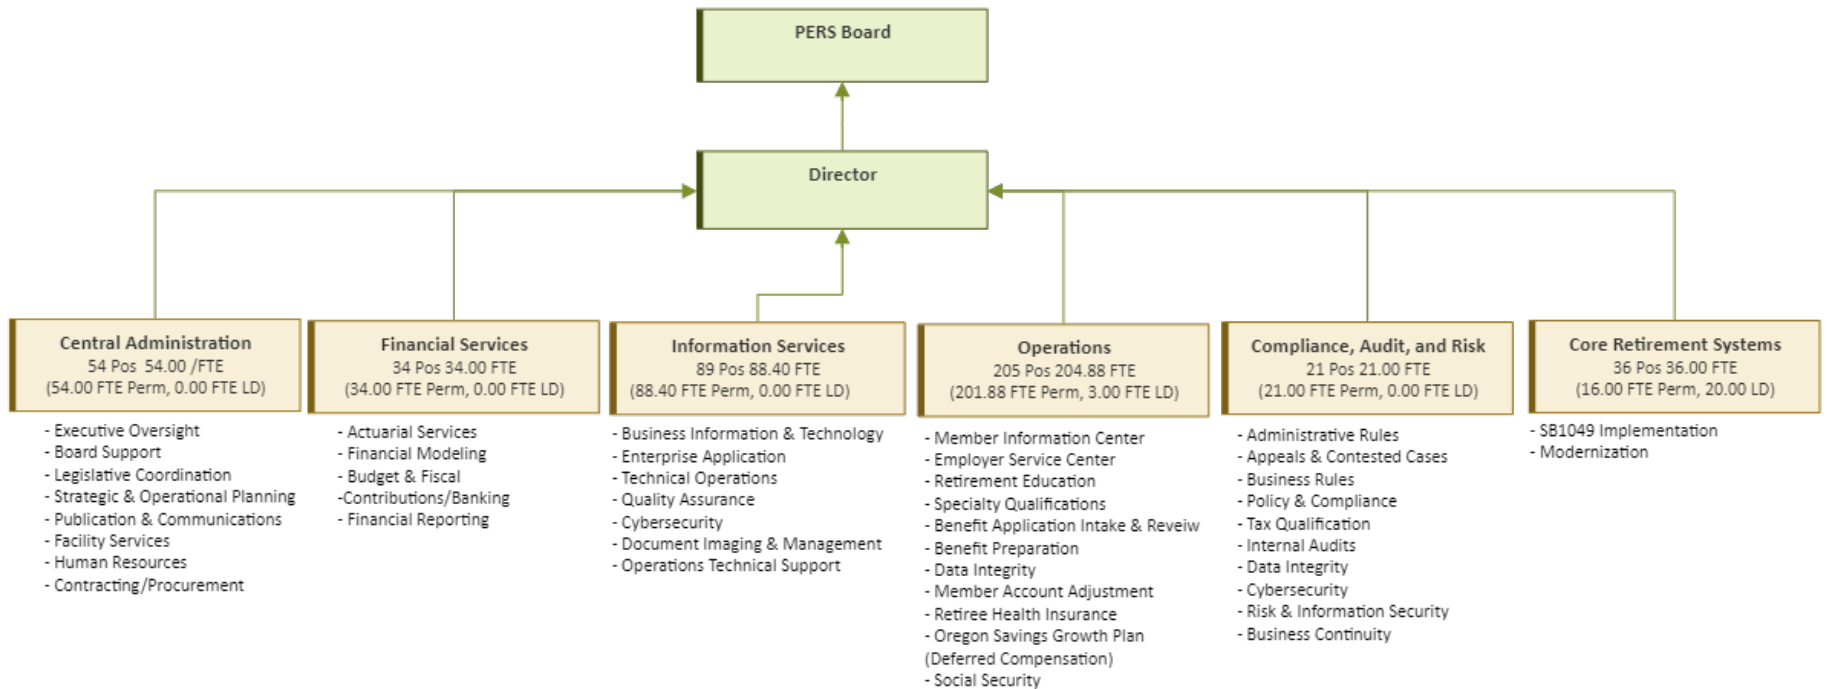 PERS Board
Director
Central Administration
54 Pos  54.00 /FTE
(54.00 FTE Perm, 0.00 FTE LD)
- Executive Oversight
- Board Support
- Legislative Coordination
- Strategic & Operational Planning
- Publication & Communications
- Facility Services
- Human Resources
- Contracting/Procurement
Financial Services
34 Pos 34.00 FTE
(34.00 FTE Perm, 0.00 FTE LD)
- Actuarial Services
- Financial Modeling
- Budget & Fiscal
-Contributions/Banking
- Financial Reporting
Information Services
89 Pos 88.40 FTE
(88.40 FTE Perm, 0.00 FTE LD)
- Business Information & Technology
- Enterprise Application
- Technical Operations
- Quality Assurance
- Cybersecurity
- Document Imaging & Management
- Operations Technical Support
Operations
205 Pos 204.88 FTE
(201.88 FTE Perm, 3.00 FTE LD)
- Member Information Center
- Employer Service Center
- Retirement Education
- Specialty Qualifications
- Benefit Application Intake & Reveiw
- Benefit Preparation
- Data Integrity
- Member Account Adjustment
- Retiree Health Insurance
- Oregon Savings Growth Plan
(Deferred Compensation)
- Social Security
Compliance, Audit, and Risk
21 Pos 21.00 FTE
(21.00 FTE Perm, 0.00 FTE LD)
- Administrative Rules
- Appeals & Contested Cases
- Business Rules
- Policy & Compliance
- Tax Qualification
- Internal Audits
- Data Integrity
- Cybersecurity
- Risk & Information Security
- Business Continuity
Core Retirement Systems
36 Pos 36.00 FTE
(16.00 FTE Perm, 20.00 LD)
- SB1049 Implementation
- Modernization